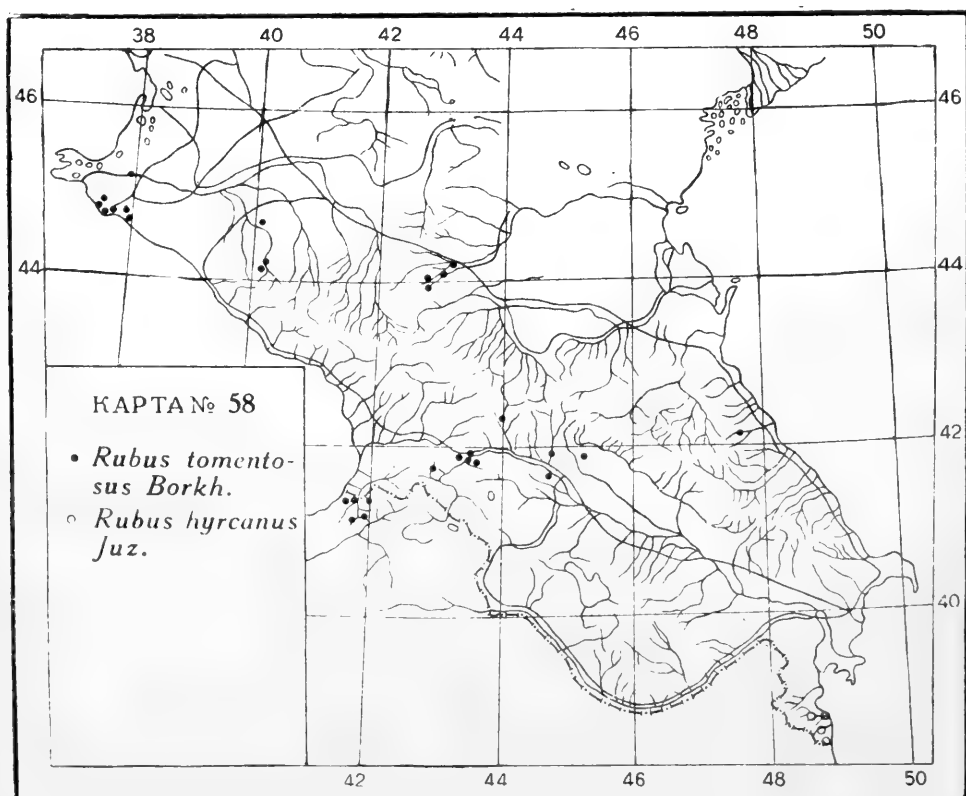 38 40 42 44 46 48 50
46 46
44 44
КАРТА № 58
42
• Rubus tomento-
sus Borkh.
○ Rubus hyrcanus
Juz.
40
42 44 46 48 50